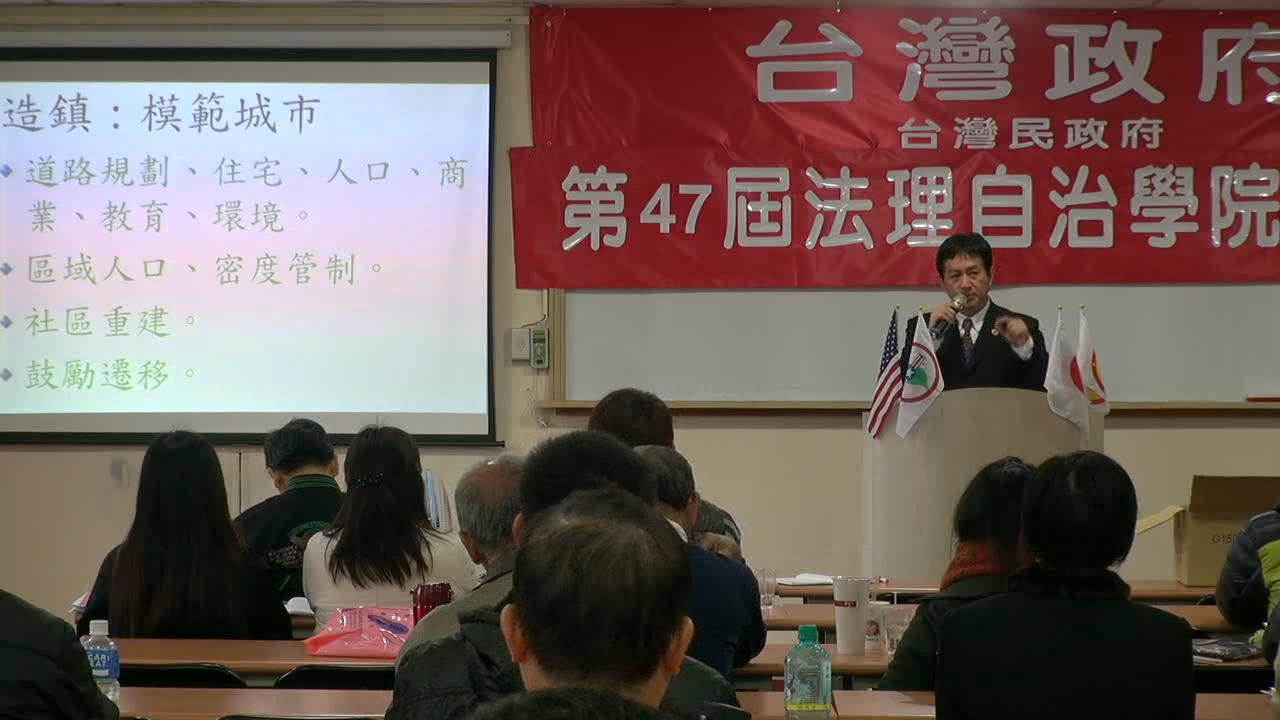 造鎮：模範城市
道路規劃、住宅、人口、商
業、教育、環境。
區域人口、密度管制。
社區重建。
鼓勵遷移。
台灣政府
台灣民政府
第47屆法理自治學院